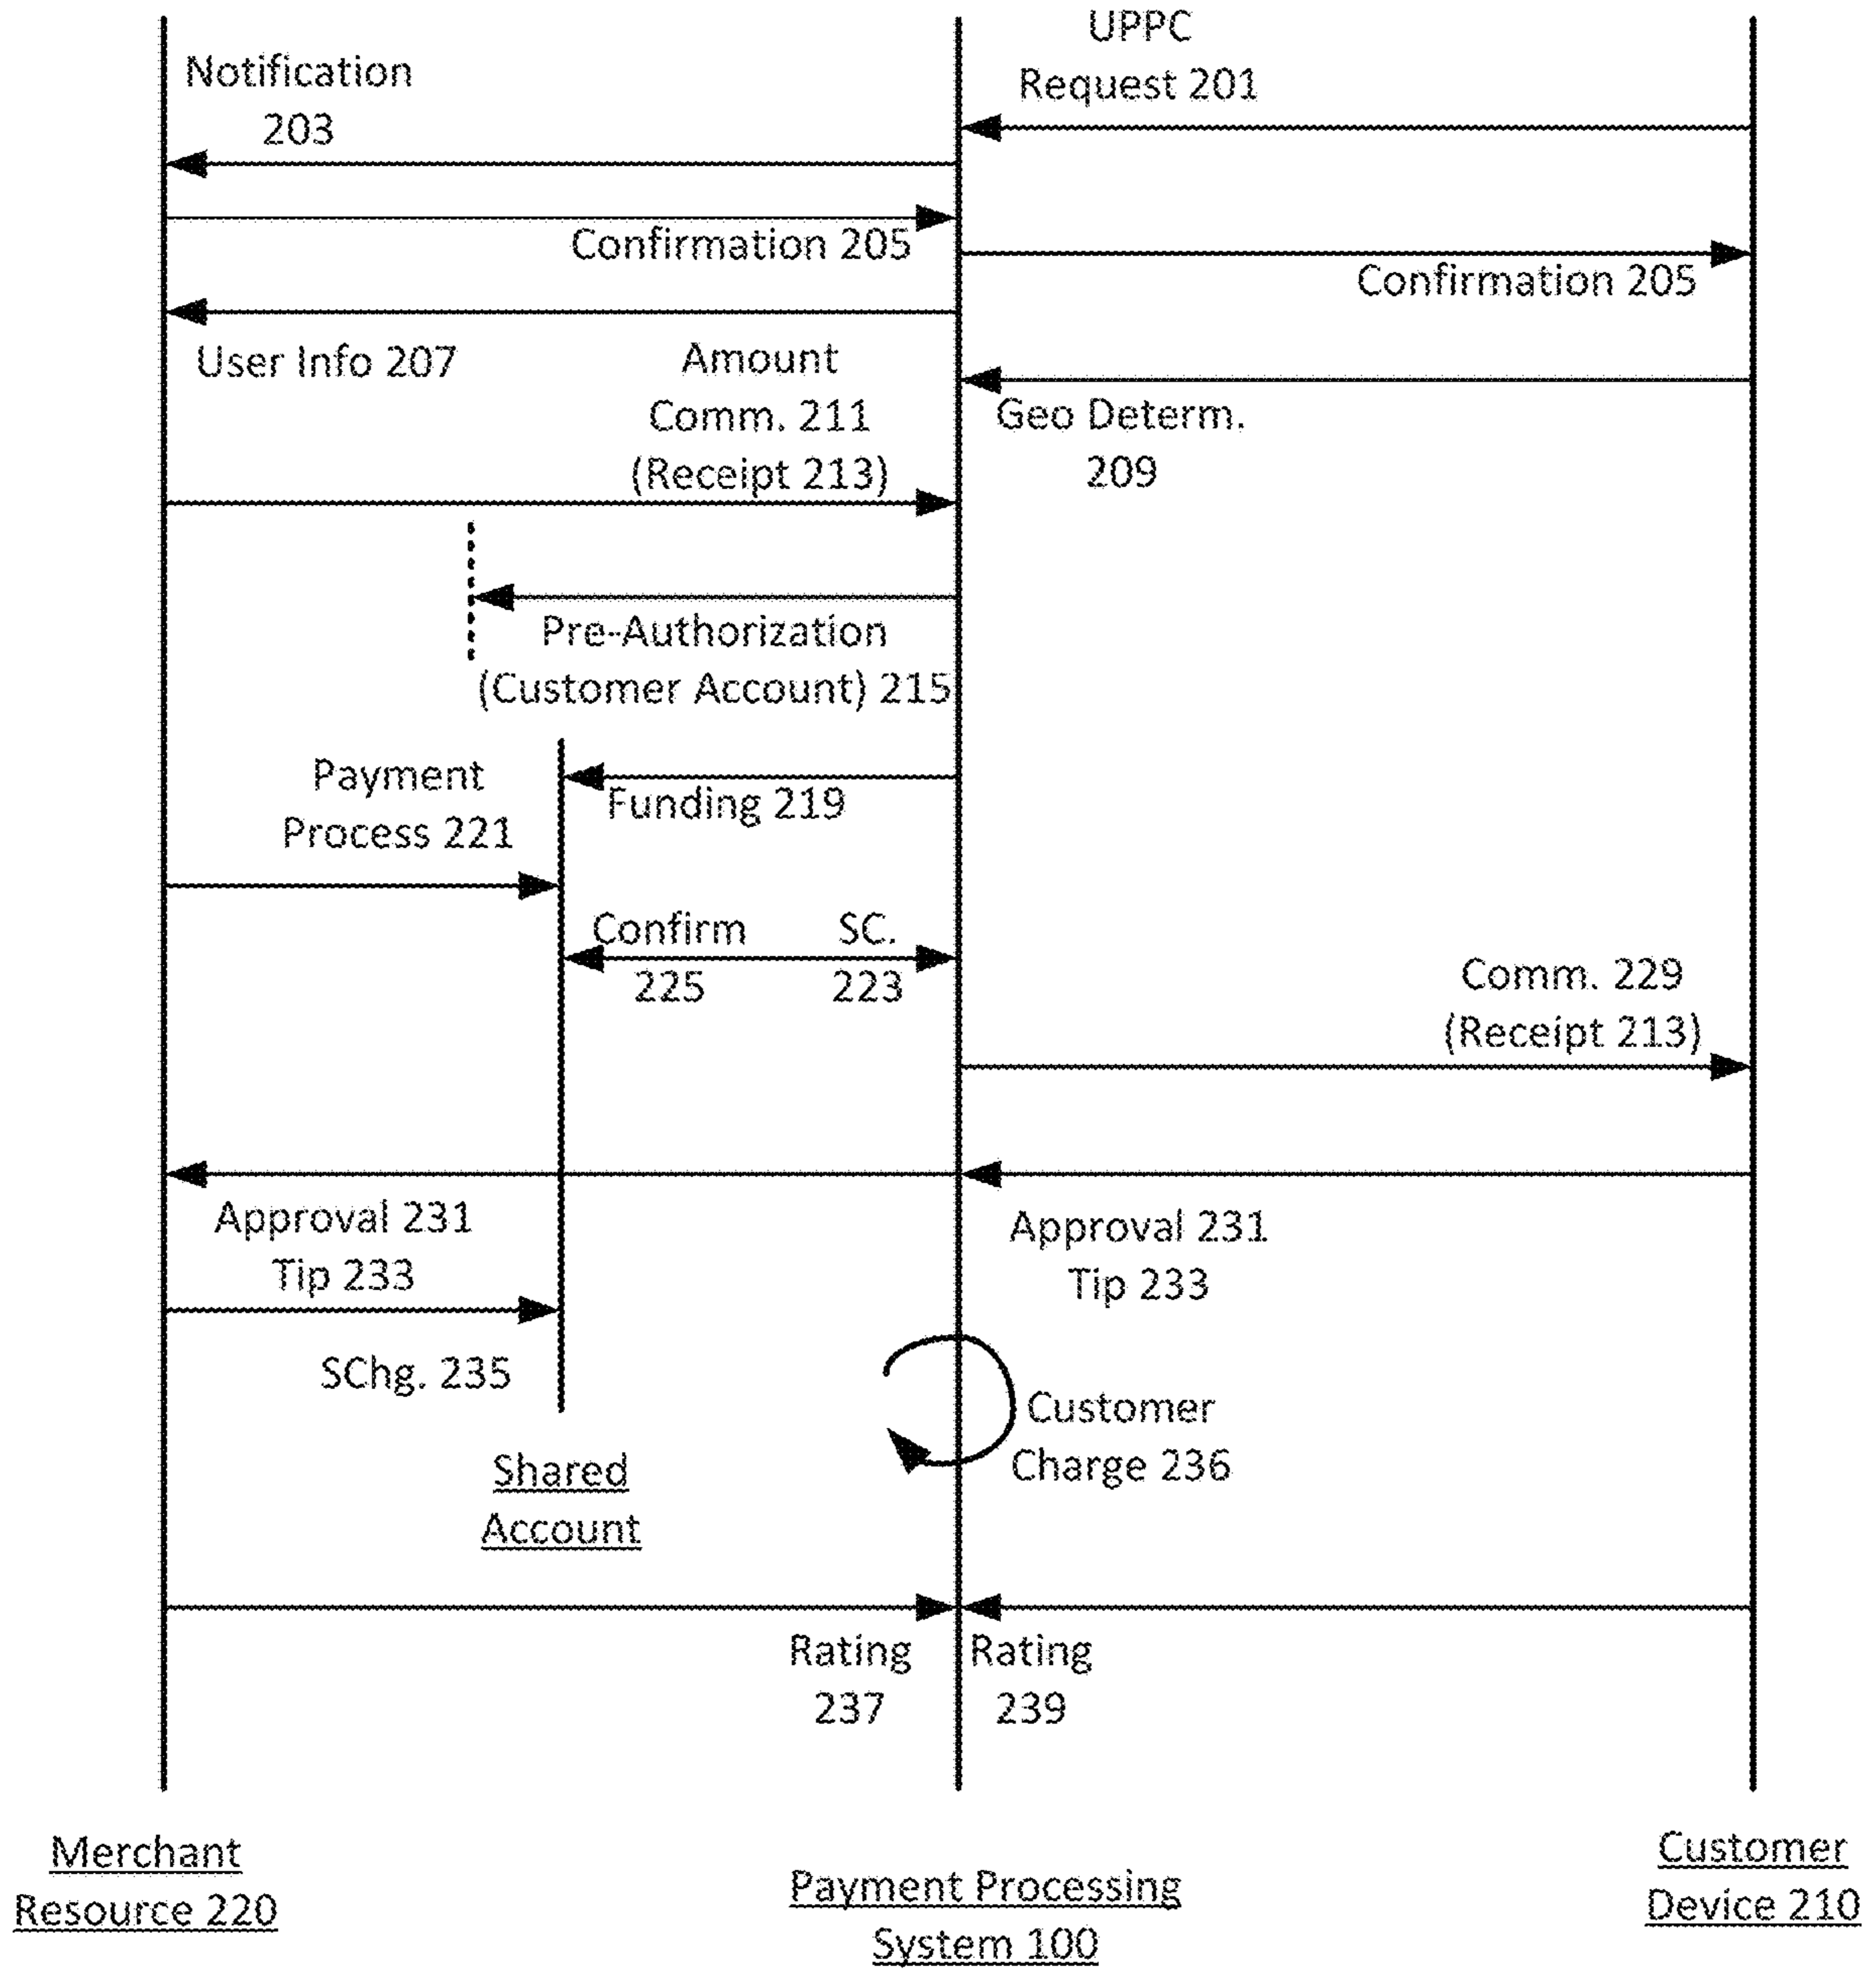 UPPC
Request 201
Notification
203
Confirmation 205
Confirmation 205
User Info 207
Amount
Comm. 211
(Receipt 213)
Geo Determ.
209
Pre-Authorization
(Customer Account) 215
Funding 219
Payment
Process 221
Confirm
225
SC.
223
Comm. 229
(Receipt 213)
Approval 231
Tip 233
Approval 231
Tip 233
SChg. 235
Customer
Charge 236
Shared
Account
Rating
237
Rating
239
Merchant
Resource 220
Payment Processing
System 100
Customer
Device 210